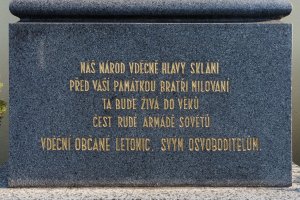 NÁŠ NÁROD VDĚČNĚ HLAVY SKLÁNÍ
PŘED VAŠÍ PAMÁTKOU BRATŘI MILOVANÍ
TA BUDE ŽIVÁ DO VĚKŮ
ČEST RUDÉ ARMÁDĚ SOVĚTŮ
VDĚČNÍ OBČANÉ LETONIC, SVÝM OSVOBODITELŮM.